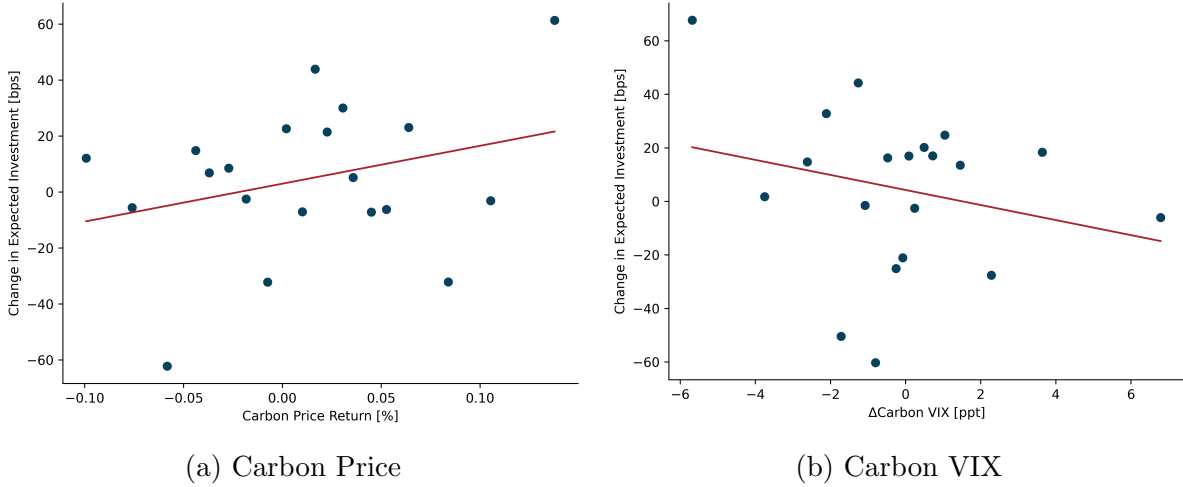 60
40
20
0
−20
−40
−60
Change in Expected Investment [bps]
−0.10 −0.05 0.00 0.05 0.10
Carbon Price Return [%]
(a) Carbon Price
60
40
20
0
−20
−40
−60
Change in Expected Investment [bps]
−6 −4 −2 0 2 4 6
ΔCarbon VIX [ppt]
(b) Carbon VIX